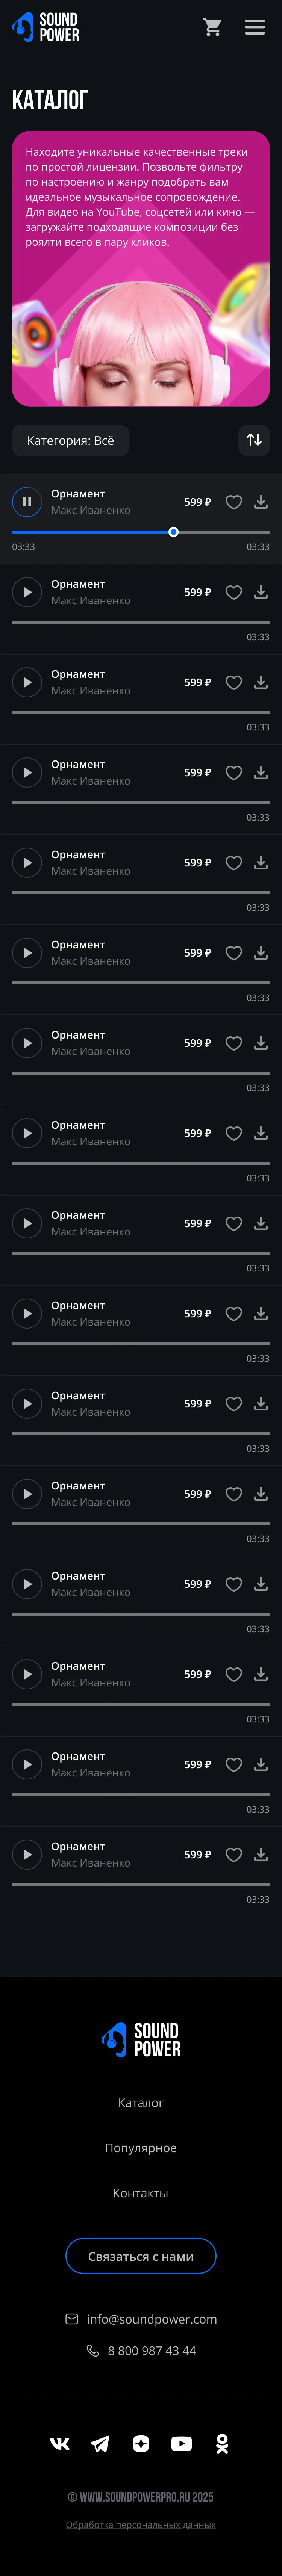 SOUND
POWER
КАТАЛОГ
Находите уникальные качественные треки
по простой лицензии. Позвольте фильтру
по настроению и жанру подобрать вам
идеальное музыкальное сопровождение.
Для видео на YouTube, соцсетей или кино —
загружайте подходящие композиции без
роялти всего в пару кликов.
Категория: Всё
Орнамент
Макс Иваненко
599 ₽
03:33 03:33
Орнамент
Макс Иваненко
599 ₽
03:33
Орнамент
Макс Иваненко
599 ₽
03:33
Орнамент
Макс Иваненко
599 ₽
03:33
Орнамент
Макс Иваненко
599 ₽
03:33
Орнамент
Макс Иваненко
599 ₽
03:33
Орнамент
Макс Иваненко
599 ₽
03:33
Орнамент
Макс Иваненко
599 ₽
03:33
Орнамент
Макс Иваненко
599 ₽
03:33
Орнамент
Макс Иваненко
599 ₽
03:33
Орнамент
Макс Иваненко
599 ₽
03:33
Орнамент
Макс Иваненко
599 ₽
03:33
Орнамент
Макс Иваненко
599 ₽
03:33
Орнамент
Макс Иваненко
599 ₽
03:33
Орнамент
Макс Иваненко
599 ₽
03:33
Орнамент
Макс Иваненко
599 ₽
03:33
SOUND
POWER
Каталог
Популярное
Контакты
Связаться с нами
info@soundpower.com
8 800 987 43 44
© WWW.SOUNDPOWERPRO.RU 2025
Обработка персональных данных